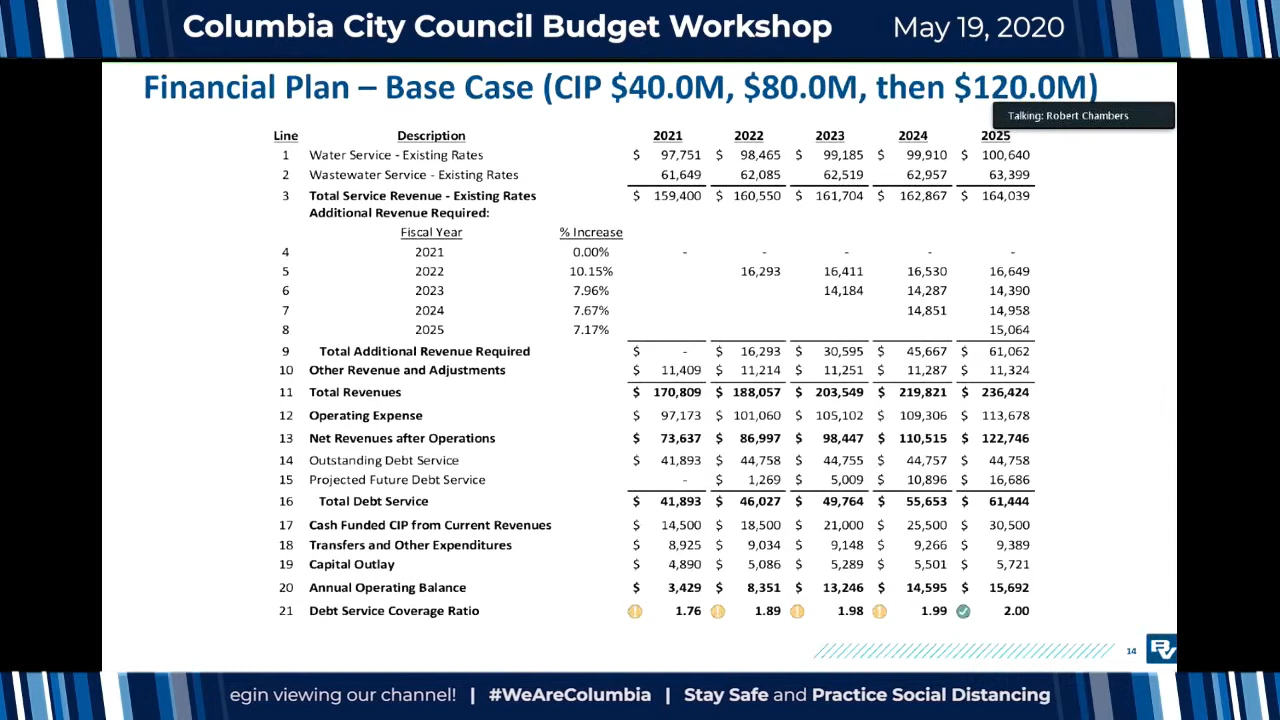 Columbia City Council Budget Workshop May 19, 2020
Financial Plan – Base Case (CIP $40.0M, $80.0M, then $120.0M)
Talking: Robert Chambers
Line Description 2021 2022 2023 2024 2025
1 Water Service - Existing Rates $ 97,751 $ 98,465 $ 99,185 $ 99,910 $ 100,640
2 Wastewater Service - Existing Rates 61,649 62,085 62,519 62,957 63,399
3 Total Service Revenue - Existing Rates $ 159,400 $ 160,550 $ 161,704 $ 162,867 $ 164,039
Additional Revenue Required:
Fiscal Year % Increase
4 2021 0.00% - - - - -
5 2022 10.15% 16,293 16,411 16,530 16,649
6 2023 7.96% 14,184 14,287 14,390
7 2024 7.67% 14,851 14,958
8 2025 7.17% 15,064
9 Total Additional Revenue Required $ - $ 16,293 $ 30,595 $ 45,667 $ 61,062
10 Other Revenue and Adjustments $ 11,409 $ 11,214 $ 11,251 $ 11,287 $ 11,324
11 Total Revenues $ 170,809 $ 188,057 $ 203,549 $ 219,821 $ 236,424
12 Operating Expense $ 97,173 $ 101,060 $ 105,102 $ 109,306 $ 113,678
13 Net Revenues after Operations $ 73,637 $ 86,997 $ 98,447 $ 110,515 $ 122,746
14 Outstanding Debt Service $ 41,893 $ 44,758 $ 44,755 $ 44,757 $ 44,758
15 Projected Future Debt Service - $ 1,269 $ 5,009 $ 10,896 $ 16,686
16 Total Debt Service $ 41,893 $ 46,027 $ 49,764 $ 55,653 $ 61,444
17 Cash Funded CIP from Current Revenues $ 14,500 $ 18,500 $ 21,000 $ 25,500 $ 30,500
18 Transfers and Other Expenditures $ 8,925 $ 9,034 $ 9,148 $ 9,266 $ 9,389
19 Capital Outlay $ 4,890 $ 5,086 $ 5,289 $ 5,501 $ 5,721
20 Annual Operating Balance $ 3,429 $ 8,351 $ 13,246 $ 14,595 $ 15,692
21 Debt Service Coverage Ratio 1.76 1.89 1.98 1.99 2.00
14 BV
egin viewing our channel! | #WeAreColumbia | Stay Safe and Practice Social Distancing